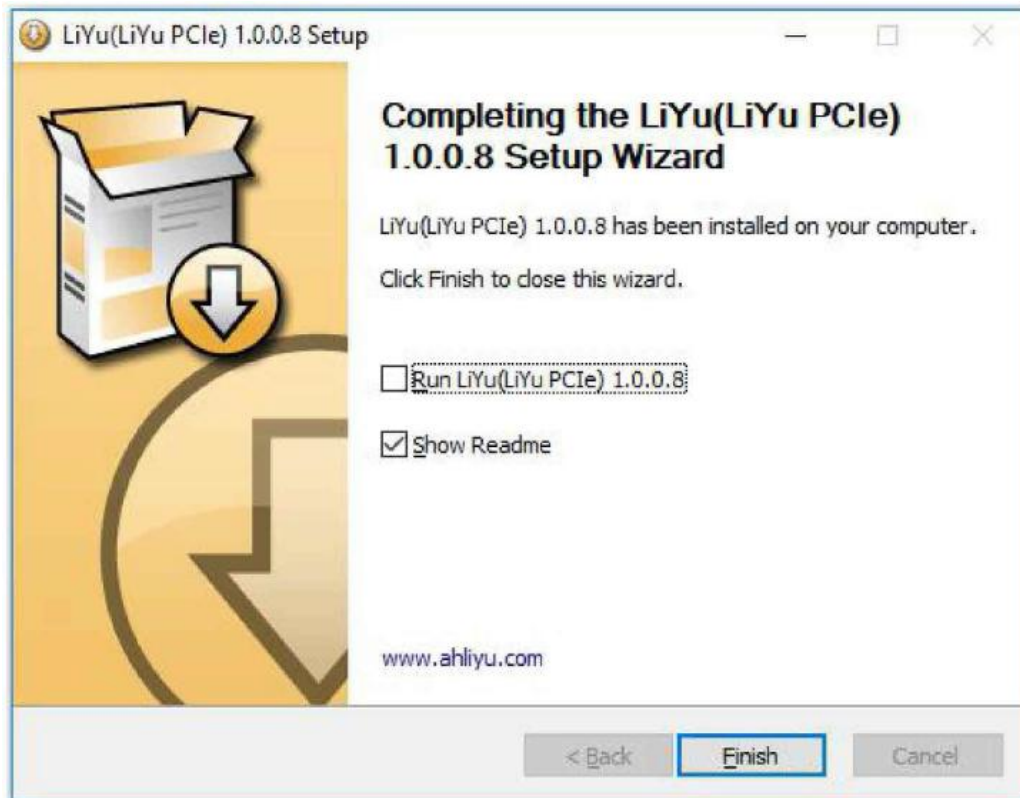 LiYu(LiYu PCIe) 1.0.0.8 Setup
Completing the LiYu(LiYu PCIe)
1.0.0.8 Setup Wizard
LiYu(LiYu PCIe) 1.0.0.8 has been installed on your computer.
Click Finish to close this wizard.
Run LiYu(LiYu PCIe) 1.0.0.8
Show Readme
www.ahliyu.com
< Back Finish Cancel